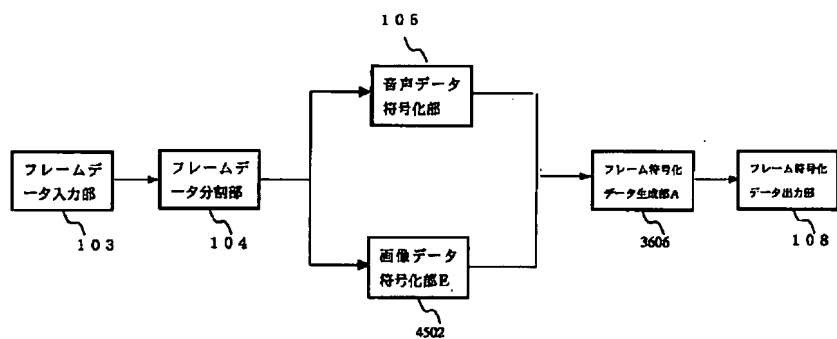 105
音声データ
符号化部
フレームデ
ータ入力部
103
フレームデ
ータ分割部
104
画像データ
符号化部E
4502
フレーム符号化
データ生成部A
3606
フレーム符号化
データ出力部
108